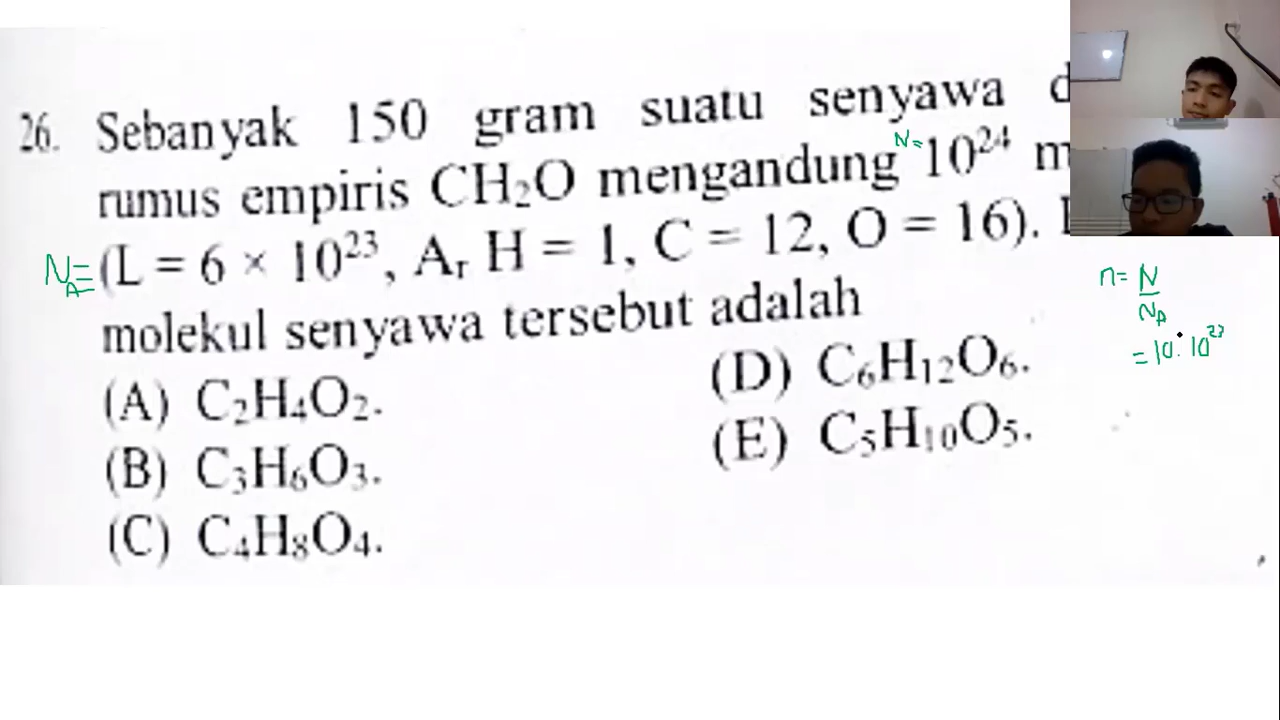 26. Sebanyak 150 gram suatu senyawa
rumus empiris CH₂O mengandung N= 10²⁴
N_A= (L = 6 × 10²³, Aᵣ H = 1, C = 12, O = 16).
molekul senyawa tersebut adalah
(A) C₂H₄O₂.
(B) C₃H₆O₃.
(C) C₄H₈O₄.
(D) C₆H₁₂O₆.
(E) C₅H₁₀O₅.
n= N
N_A
= 10. 10²³